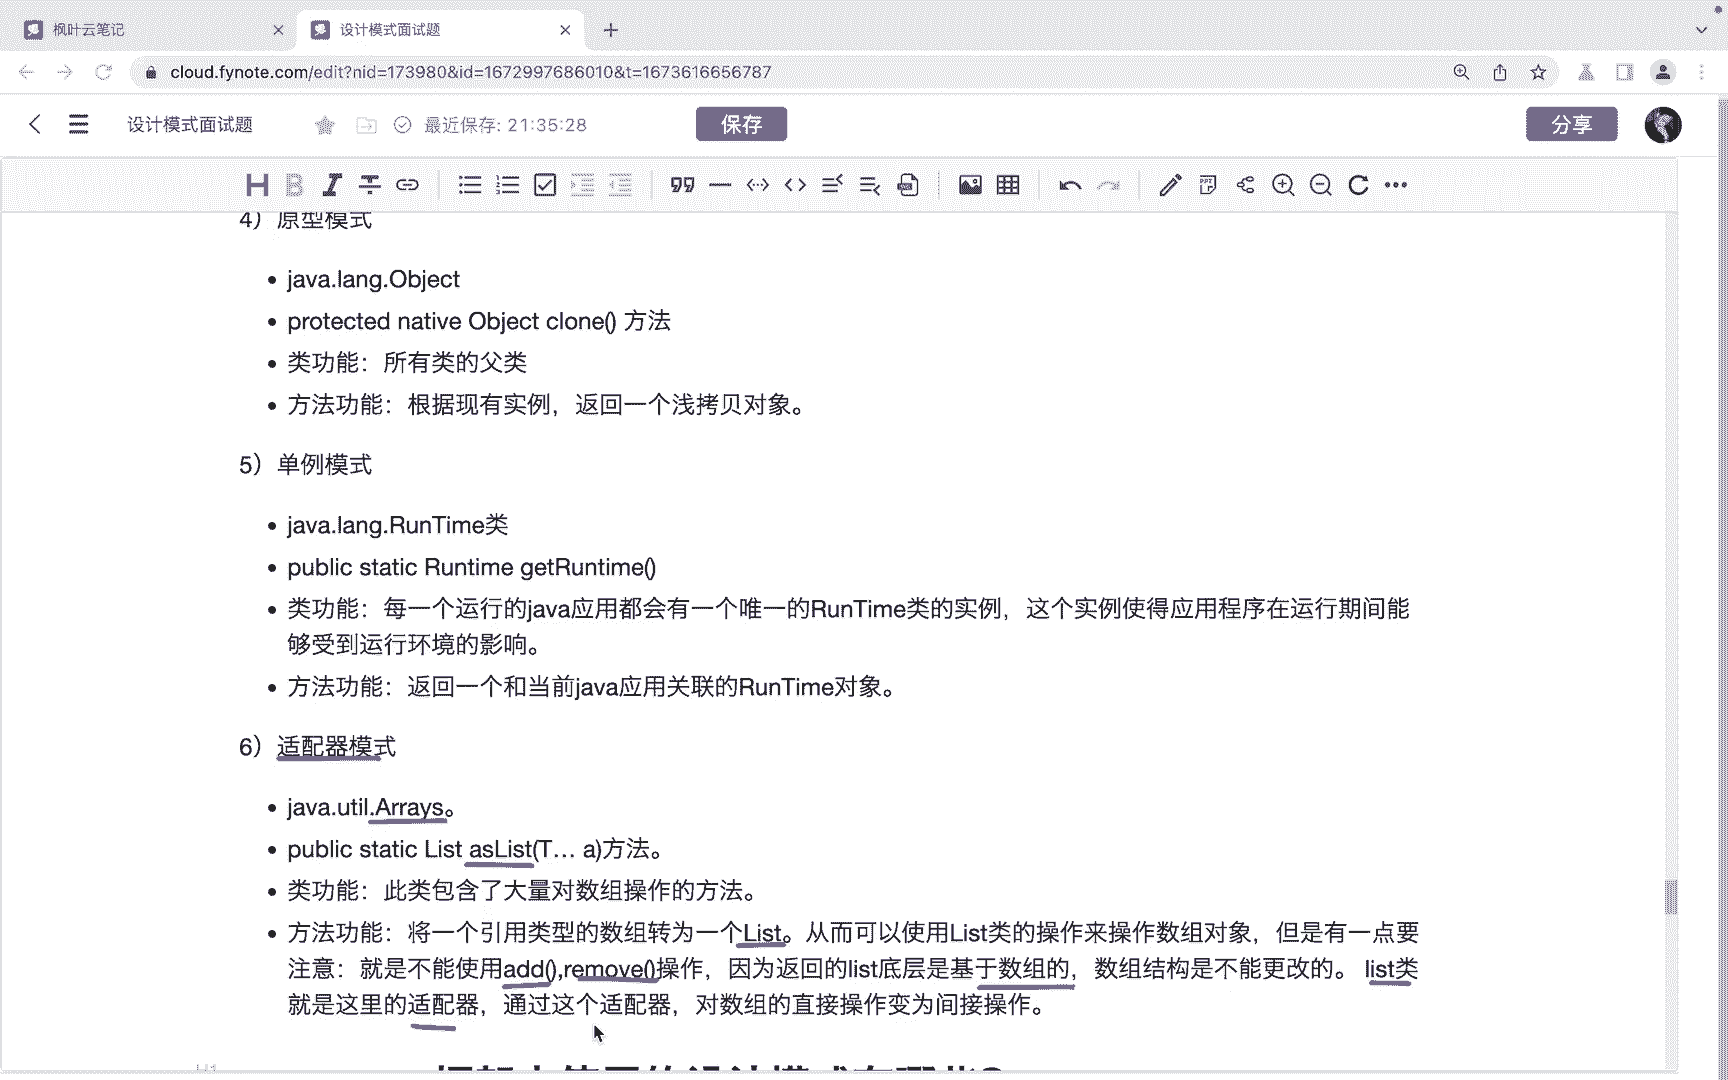 枫叶云笔记
设计模式面试题
cloud.fynote.com/edit?nid=173980&id=1672997686010&t=1673616656787
设计模式面试题
最近保存: 21:35:28
保存
分享
4）原型模式
java.lang.Object
protected native Object clone() 方法
类功能：所有类的父类
方法功能：根据现有实例，返回一个浅拷贝对象。
5）单例模式
java.lang.RunTime类
public static Runtime getRuntime()
类功能：每一个运行的java应用都会有一个唯一的RunTime类的实例，这个实例使得应用程序在运行期间能
够受到运行环境的影响。
方法功能：返回一个和当前java应用关联的RunTime对象。
6）适配器模式
java.util.Arrays。
public static List asList(T... a)方法。
类功能：此类包含了大量对数组操作的方法。
方法功能：将一个引用类型的数组转为一个List。从而可以使用List类的操作来操作数组对象，但是有一点要
注意：就是不能使用add(),remove()操作，因为返回的list底层是基于数组的，数组结构是不能更改的。 list类
就是这里的适配器，通过这个适配器，对数组的直接操作变为间接操作。